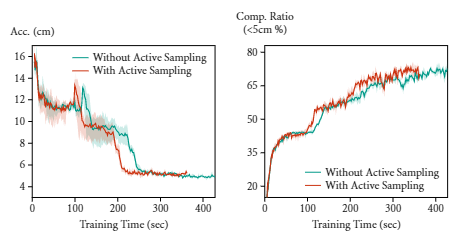 Acc. (cm)
16
14
12
10
8
6
4
0
100
200
300
400
Training Time (sec)
Without Active Sampling
With Active Sampling
Comp. Ratio
(<5cm %)
80
65
50
35
20
0
100
200
300
400
Training Time (sec)
Without Active Sampling
With Active Sampling